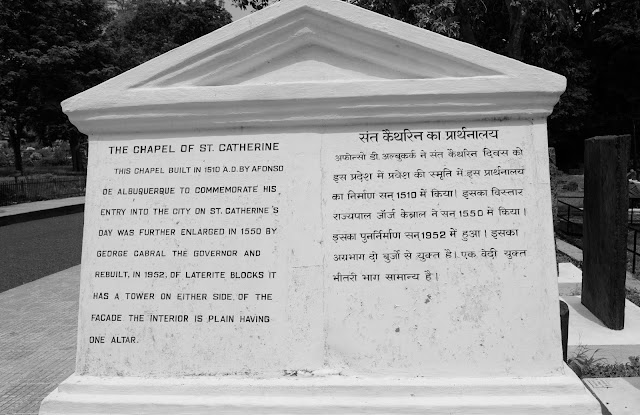 THE CHAPEL OF ST. CATHERINE
THIS CHAPEL BUILT IN 1510 A.D. BY AFONSO
DE ALBUQUERQUE TO COMMEMORATE HIS
ENTRY INTO THE CITY ON ST. CATHERINE'S
DAY WAS FURTHER ENLARGED IN 1550 BY
GEORGE CABRAL THE GOVERNOR AND
REBUILT, IN 1952, OF LATERITE BLOCKS IT
HAS A TOWER ON EITHER SIDE, OF THE
FACADE THE INTERIOR IS PLAIN HAVING
ONE ALTAR.
संत कैथरिन का प्रार्थनालय
अफोन्सो डी अल्बुकर्क ने संत कैथरिन दिवस को
इस प्रदेश में प्रवेश की स्मृति में इस प्रार्थनालय
का निर्माण सन् 1510 में किया। इसका विस्तार
राज्यपाल जॉर्ज केब्राल ने सन् 1550 में किया।
इसका पुनर्निर्माण सन् 1952 में हुआ। इसका
अग्रभाग दो बुर्जो से युक्त है। एक वेदी युक्त
भीतरी भाग सामान्य है।